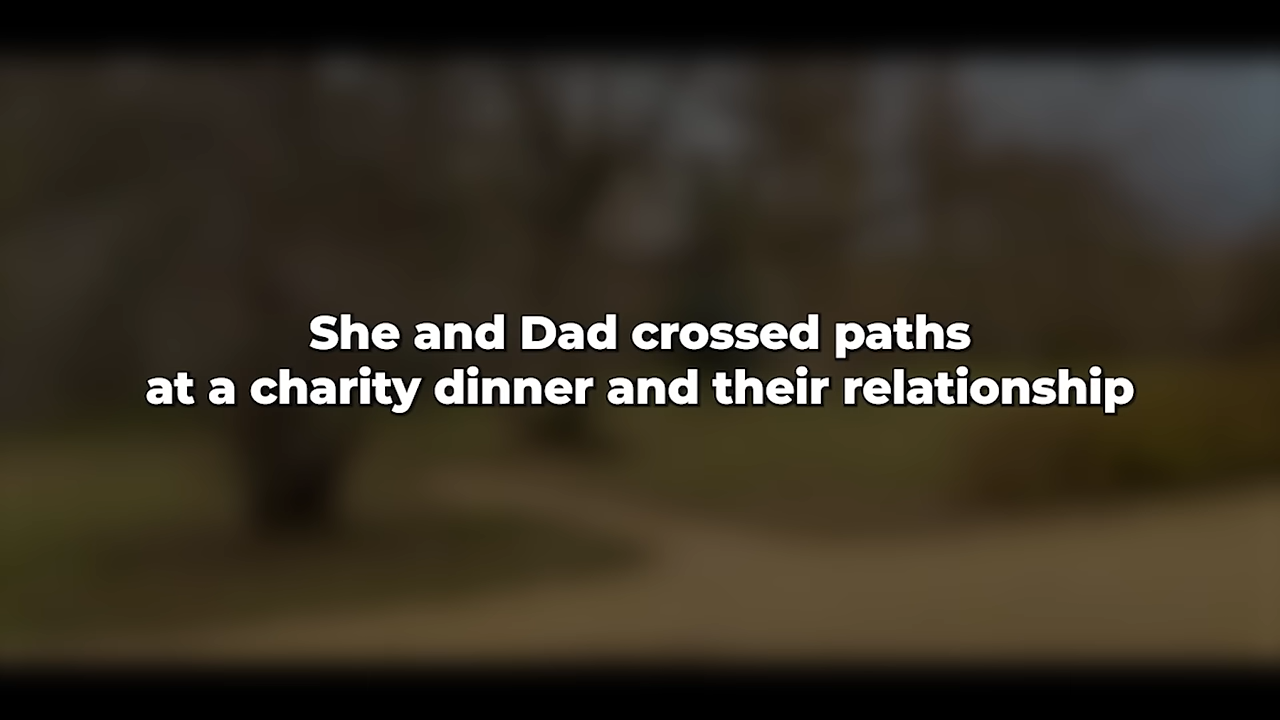 She and Dad crossed paths
at a charity dinner and their relationship